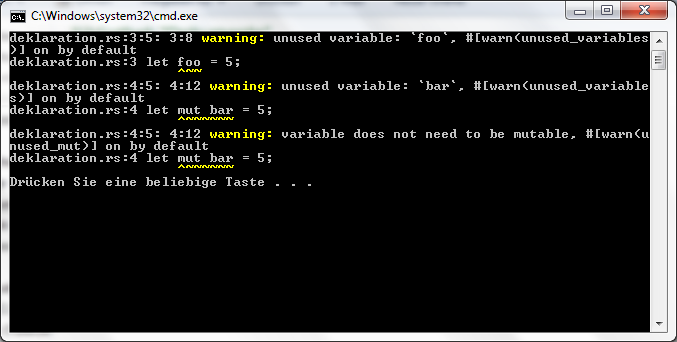 C:\Windows\system32\cmd.exe
deklaration.rs:3:5: 3:8 warning: unused variable: `foo`, #[warn(unused_variables
)] on by default
deklaration.rs:3 let foo = 5;
deklaration.rs:4:5: 4:12 warning: unused variable: `bar`, #[warn(unused_variable
s)] on by default
deklaration.rs:4 let mut bar = 5;
deklaration.rs:4:5: 4:12 warning: variable does not need to be mutable, #[warn(u
nused_mut)] on by default
deklaration.rs:4 let mut bar = 5;
Drücken Sie eine beliebige Taste . . .